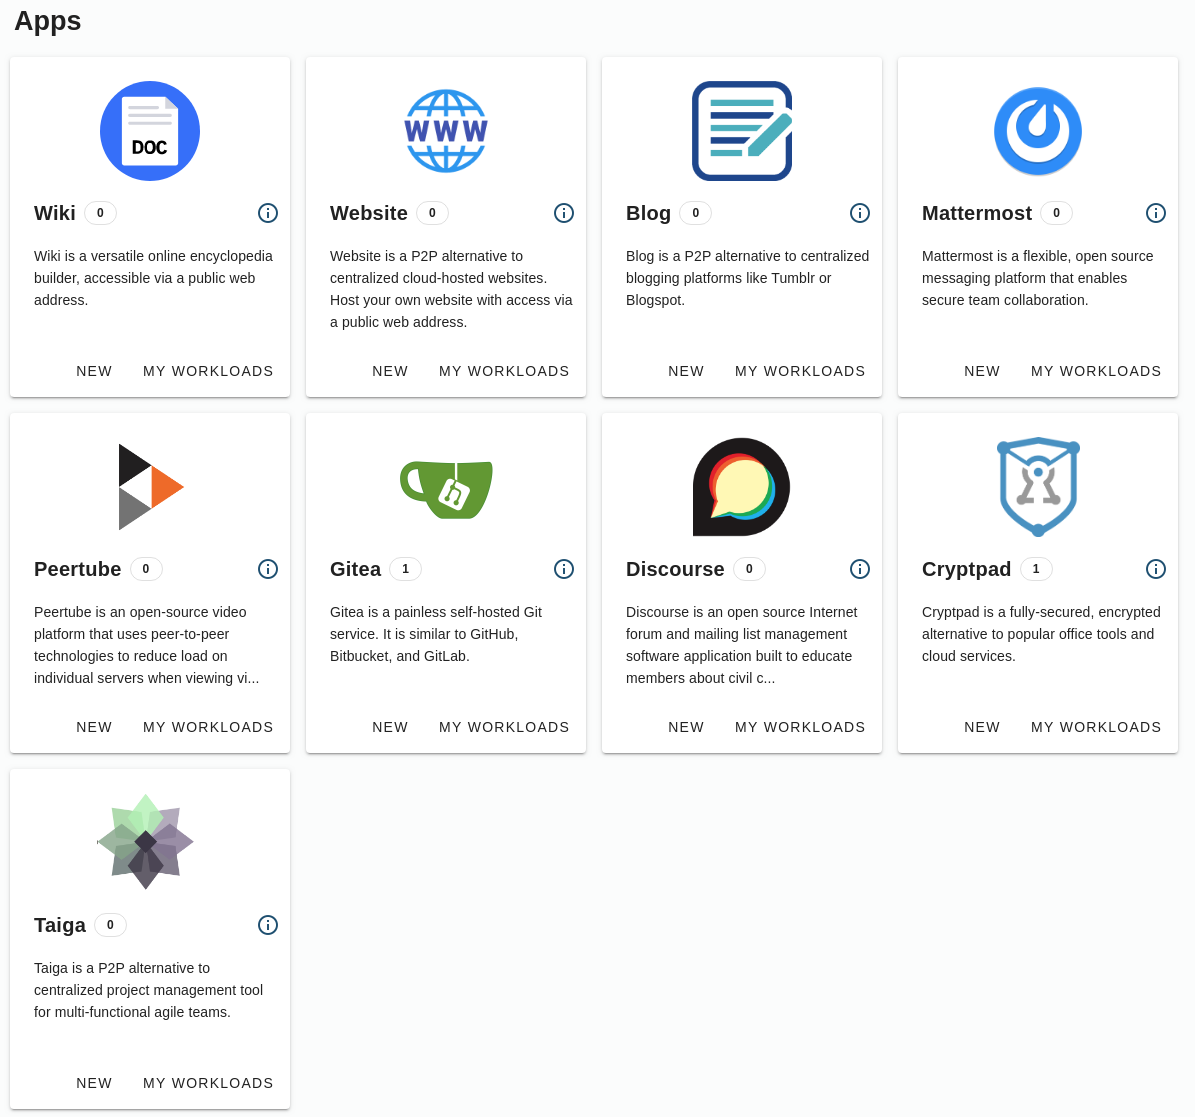 Apps
DOC
Wiki 0
Wiki is a versatile online encyclopedia
builder, accessible via a public web
address.
NEW MY WORKLOADS
WWW
Website 0
Website is a P2P alternative to
centralized cloud-hosted websites.
Host your own website with access via
a public web address.
NEW MY WORKLOADS
Blog 0
Blog is a P2P alternative to centralized
blogging platforms like Tumblr or
Blogspot.
NEW MY WORKLOADS
Mattermost 0
Mattermost is a flexible, open source
messaging platform that enables
secure team collaboration.
NEW MY WORKLOADS
Peertube 0
Peertube is an open-source video
platform that uses peer-to-peer
technologies to reduce load on
individual servers when viewing vi...
NEW MY WORKLOADS
Gitea 1
Gitea is a painless self-hosted Git
service. It is similar to GitHub,
Bitbucket, and GitLab.
NEW MY WORKLOADS
Discourse 0
Discourse is an open source Internet
forum and mailing list management
software application built to educate
members about civil c...
NEW MY WORKLOADS
Cryptpad 1
Cryptpad is a fully-secured, encrypted
alternative to popular office tools and
cloud services.
NEW MY WORKLOADS
Taiga 0
Taiga is a P2P alternative to
centralized project management tool
for multi-functional agile teams.
NEW MY WORKLOADS